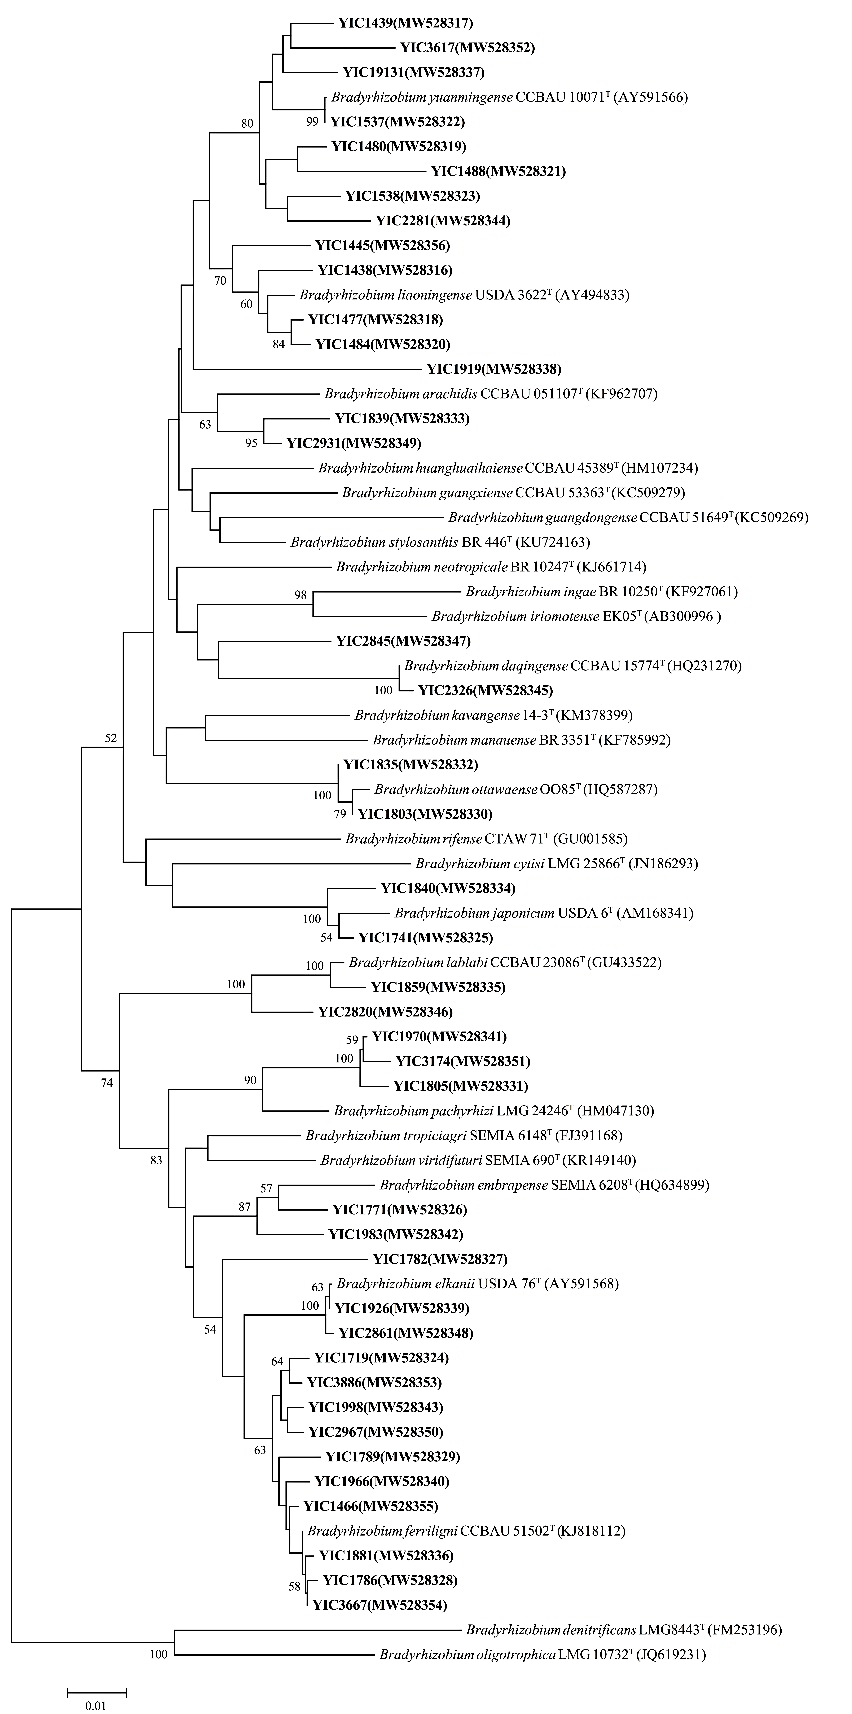 YIC1439(MW528317)
YIC3617(MW528352)
YIC19131(MW528337)
Bradyrhizobium yuanmingense CCBAU 10071T (AY591566)
80
99
YIC1537(MW528322)
YIC1480(MW528319)
YIC1488(MW528321)
YIC1538(MW528323)
YIC2281(MW528344)
YIC1445(MW528356)
YIC1438(MW528316)
70
Bradyrhizobium liaoningense USDA 3622T (AY494833)
60
YIC1477(MW528318)
84
YIC1484(MW528320)
YIC1919(MW528338)
Bradyrhizobium arachidis CCBAU 051107T (KF962707)
YIC1839(MW528333)
63
95
YIC2931(MW528349)
Bradyrhizobium huanghuaihaiense CCBAU 45389T (HM107234)
Bradyrhizobium guangxiense CCBAU 53363T (KC509279)
Bradyrhizobium guangdongense CCBAU 51649T(KC509269)
Bradyrhizobium stylosanthis BR 446T (KU724163)
Bradyrhizobium neotropicale BR 10247T (KJ661714)
98
Bradyrhizobium ingae BR 10250T (KF927061)
Bradyrhizobium iriomotense EK05T (AB300996 )
YIC2845(MW528347)
Bradyrhizobium daqingense CCBAU 15774T (HQ231270)
100
YIC2326(MW528345)
Bradyrhizobium kavangense 14-3T (KM378399)
52
Bradyrhizobium manauense BR 3351T (KF785992)
YIC1835(MW528332)
100
Bradyrhizobium ottawaense OO85T (HQ587287)
79
YIC1803(MW528330)
Bradyrhizobium rifense CTAW 71T (GU001585)
Bradyrhizobium cytisi LMG 25866T (JN186293)
YIC1840(MW528334)
100
Bradyrhizobium japonicum USDA 6T (AM168341)
54
YIC1741(MW528325)
100
Bradyrhizobium lablabi CCBAU 23086T (GU433522)
100
YIC1859(MW528335)
YIC2820(MW528346)
59
YIC1970(MW528341)
100
YIC3174(MW528351)
74
90
YIC1805(MW528331)
Bradyrhizobium pachyrhizi LMG 24246T (HM047130)
Bradyrhizobium tropiciagri SEMIA 6148T (FJ391168)
83
Bradyrhizobium viridifuturi SEMIA 690T (KR149140)
57
Bradyrhizobium embrapense SEMIA 6208T (HQ634899)
87
YIC1771(MW528326)
YIC1983(MW528342)
YIC1782(MW528327)
63
Bradyrhizobium elkanii USDA 76T (AY591568)
100
YIC1926(MW528339)
54
YIC2861(MW528348)
64
YIC1719(MW528324)
YIC3886(MW528353)
YIC1998(MW528343)
YIC2967(MW528350)
63
YIC1789(MW528329)
YIC1966(MW528340)
YIC1466(MW528355)
Bradyrhizobium ferriligni CCBAU 51502T (KJ818112)
YIC1881(MW528336)
58
YIC1786(MW528328)
YIC3667(MW528354)
Bradyrhizobium denitrificans LMG8443T (FM253196)
100
Bradyrhizobium oligotrophica LMG 10732T (JQ619231)
0.01